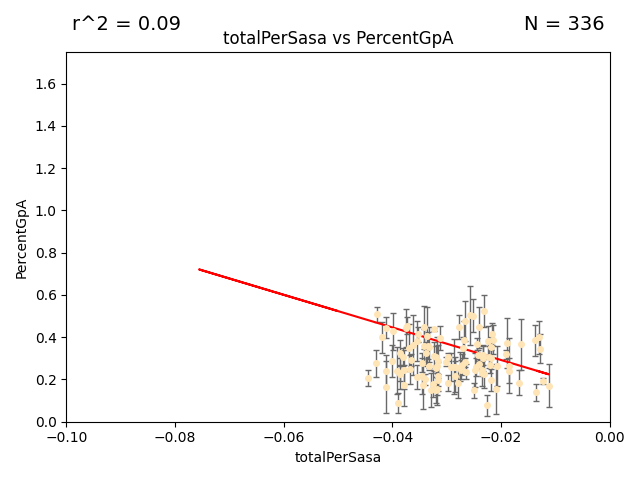 r^2 = 0.09
N = 336
totalPerSasa vs PercentGpA
PercentGpA
1.6
1.4
1.2
1.0
0.8
0.6
0.4
0.2
0.0
−0.10 −0.08 −0.06 −0.04 −0.02 0.00
totalPerSasa